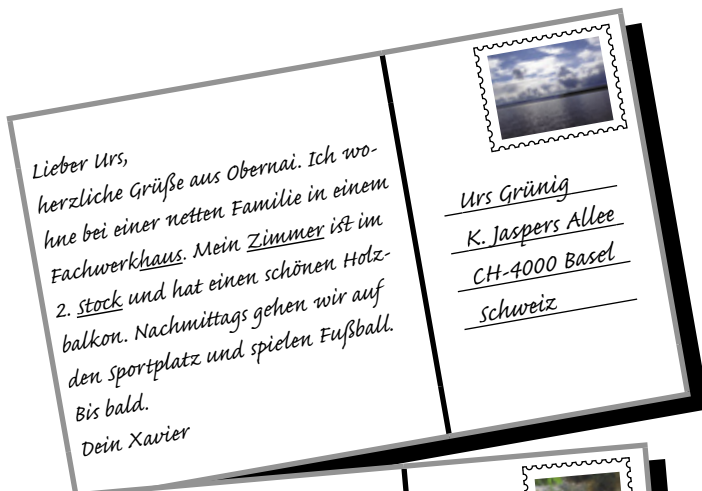 Lieber Urs,
herzliche Grüße aus Obernai. Ich wo-
hne bei einer netten Familie in einem
Fachwerkhaus. Mein Zimmer ist im
2. Stock und hat einen schönen Holz-
balkon. Nachmittags gehen wir auf
den Sportplatz und spielen Fußball.
Bis bald.
Dein Xavier
Urs Grünig
K. Jaspers Allee
CH-4000 Basel
Schweiz